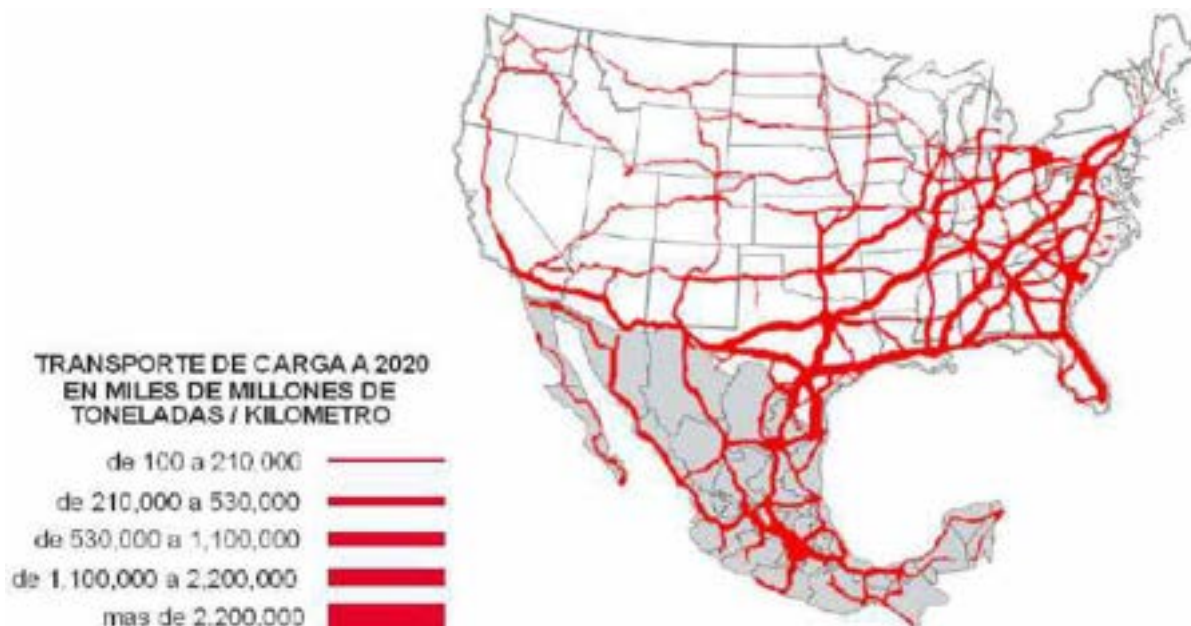 TRANSPORTE DE CARGA A 2020
EN MILES DE MILLONES DE
TONELADAS / KILOMETRO
de 100 a 210,000
de 210,000 a 530,000
de 530,000 a 1,100,000
de 1,100,000 a 2,200,000
mas de 2,200,000